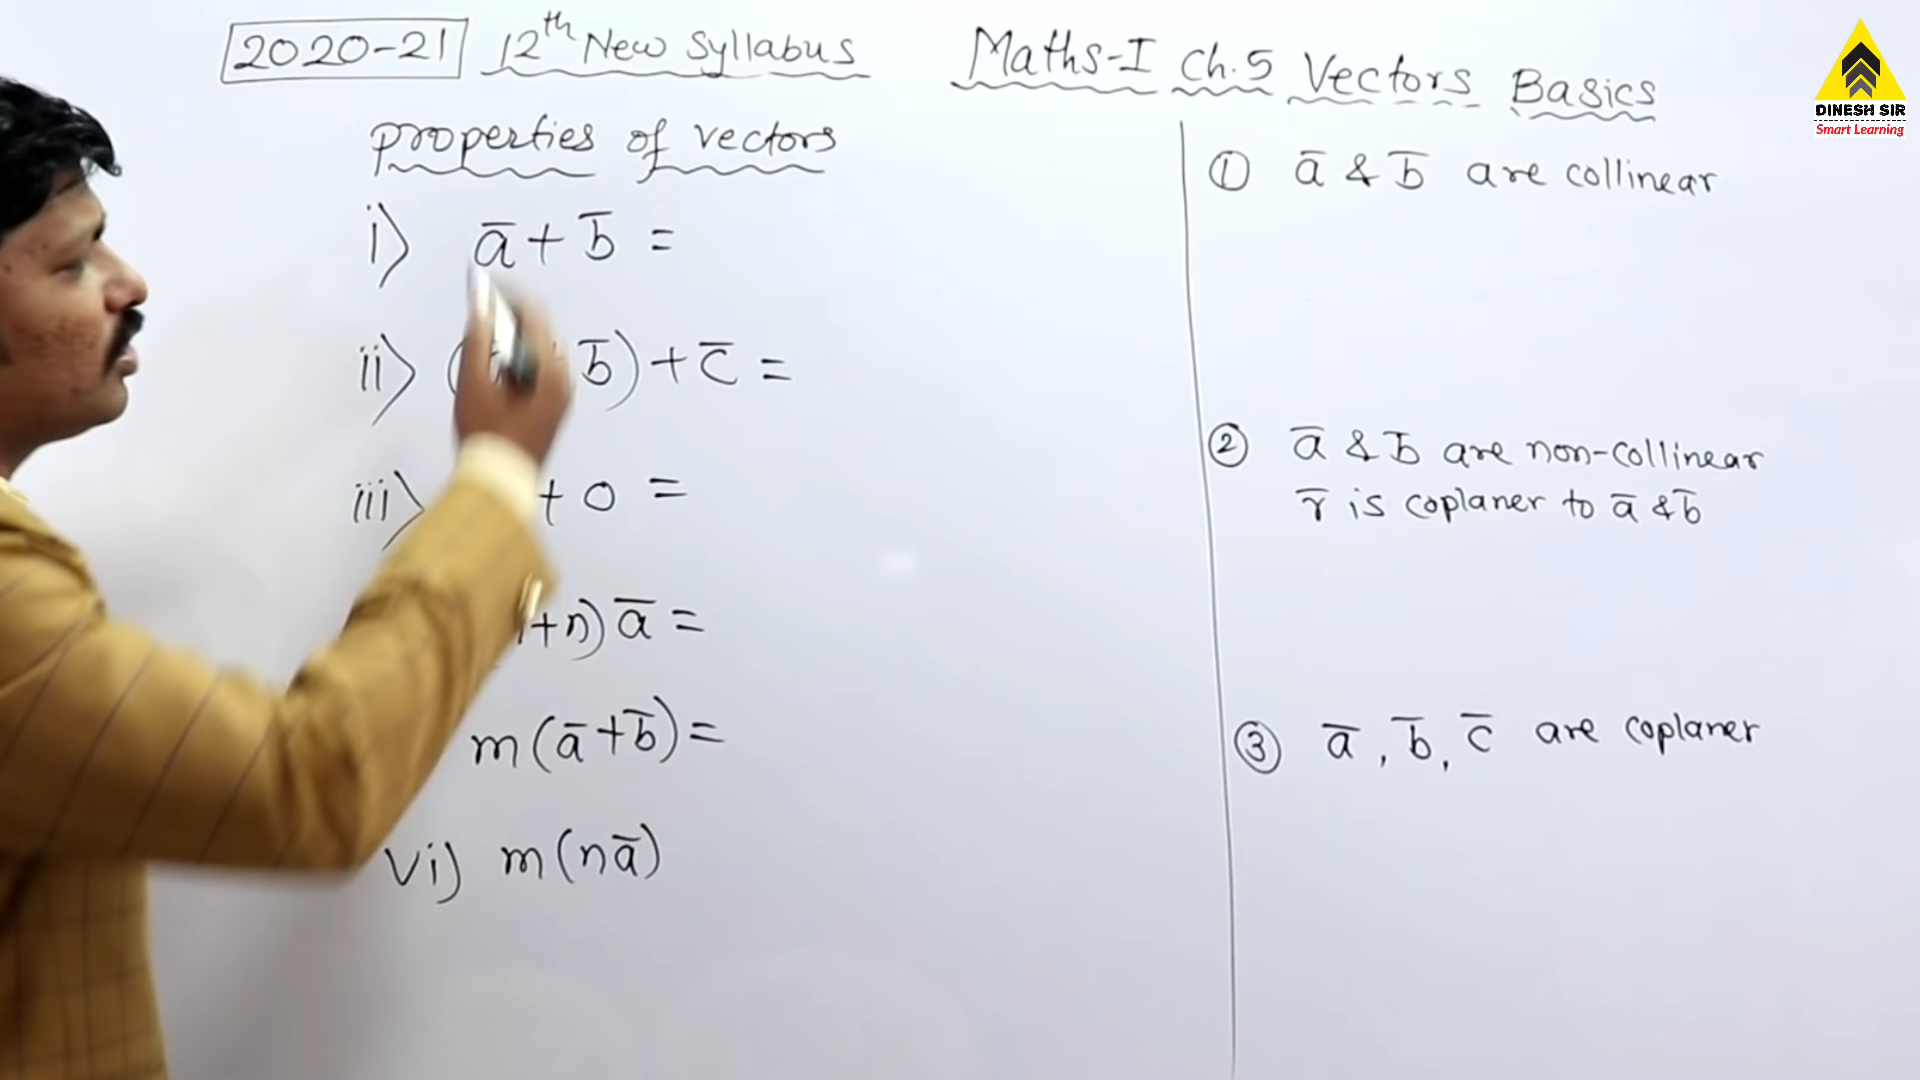 2020-21 12th New Syllabus Maths-I Ch.5 Vectors Basics
DINESH SIR
Smart Learning
properties of vectors
i) a̅ + b̅ =
ii) ( b̅) + c̅ =
iii) + 0 =
+n) a̅ =
m(a̅+b̅) =
vi) m(na̅)
① a̅ & b̅ are collinear
② a̅ & b̅ are non-collinear
r̅ is coplaner to a̅ & b̅
③ a̅, b̅, c̅ are coplaner